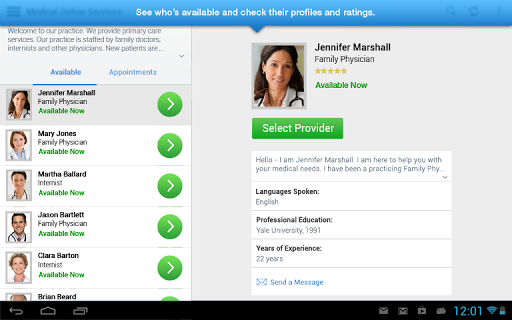 Medical Online Services
See who's available and check their profiles and ratings.
Welcome to our practice. We provide primary care
services. Our practice is staffed by family doctors,
internists and other physicians. New patients are...
Available
Appointments
Jennifer Marshall
Family Physician
Available Now
Mary Jones
Family Physician
Available Now
Martha Ballard
Internist
Available Now
Jason Bartlett
Family Physician
Available Now
Clara Barton
Internist
Available Now
Brian Beard
Jennifer Marshall
Family Physician
Available Now
Select Provider
Hello - I am Jennifer Marshall. I am here to help you with
your medical needs. I have been a practicing Family Phy...
Languages Spoken:
English
Professional Education:
Yale University, 1991
Years of Experience:
22 years
Send a Message
12:01